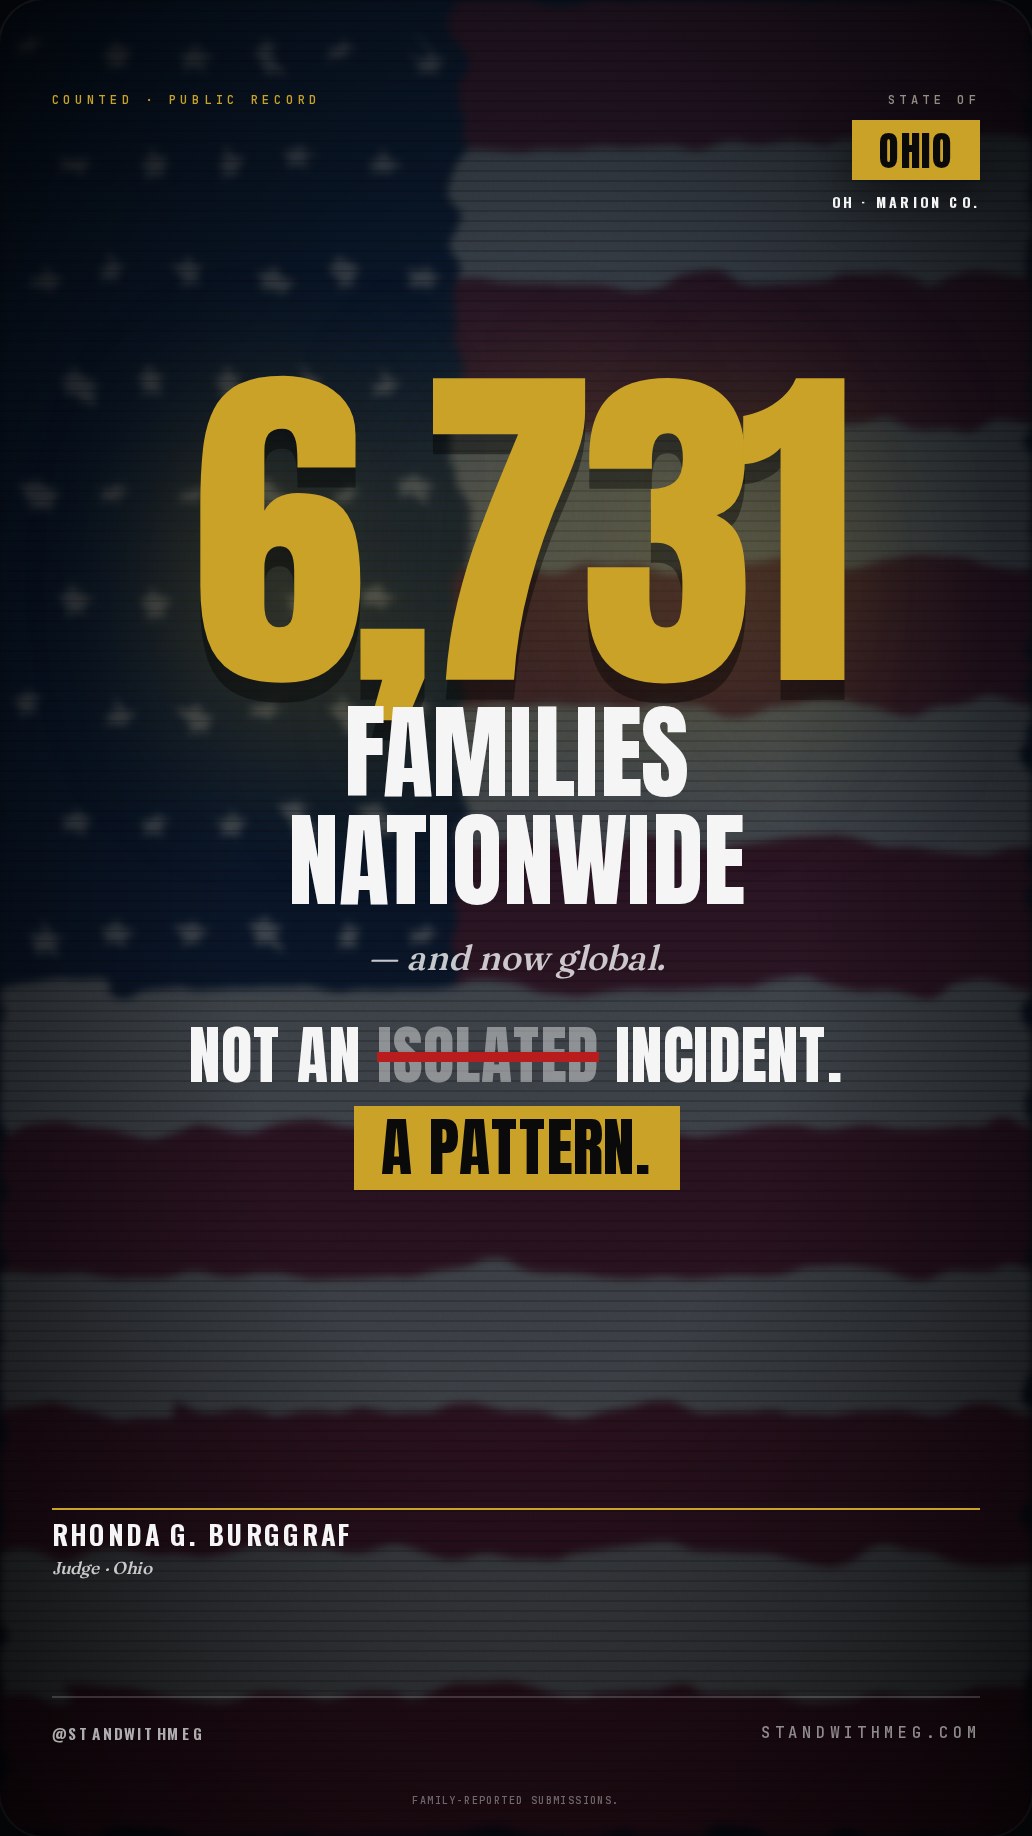 COUNTED · PUBLIC RECORD
STATE OF
OHIO
OH · MARION CO.
6,731
FAMILIES
NATIONWIDE
— and now global.
NOT AN ISOLATED INCIDENT.
A PATTERN.
RHONDA G. BURGGRAF
Judge · Ohio
@STANDWITHMEG
STANDWITHMEG.COM
FAMILY-REPORTED SUBMISSIONS.